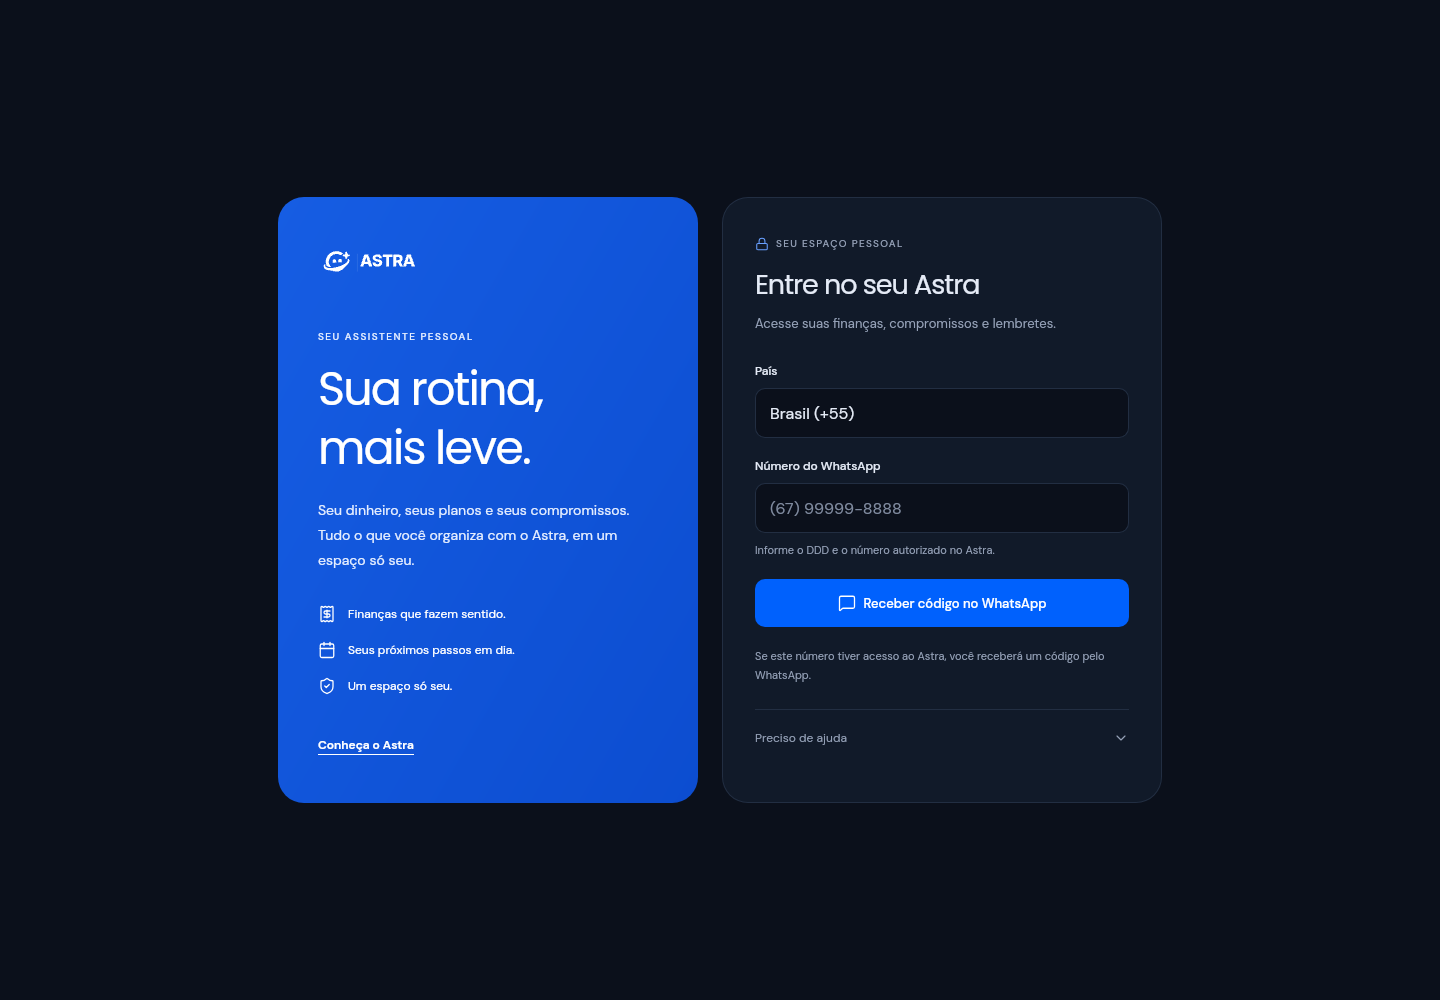 ASTRA
SEU ASSISTENTE PESSOAL
Sua rotina,
mais leve.
Seu dinheiro, seus planos e seus compromissos.
Tudo o que você organiza com o Astra, em um
espaço só seu.
Finanças que fazem sentido.
Seus próximos passos em dia.
Um espaço só seu.
Conheça o Astra
SEU ESPAÇO PESSOAL
Entre no seu Astra
Acesse suas finanças, compromissos e lembretes.
País
Brasil (+55)
Número do WhatsApp
(67) 99999-8888
Informe o DDD e o número autorizado no Astra.
Receber código no WhatsApp
Se este número tiver acesso ao Astra, você receberá um código pelo
WhatsApp.
Preciso de ajuda